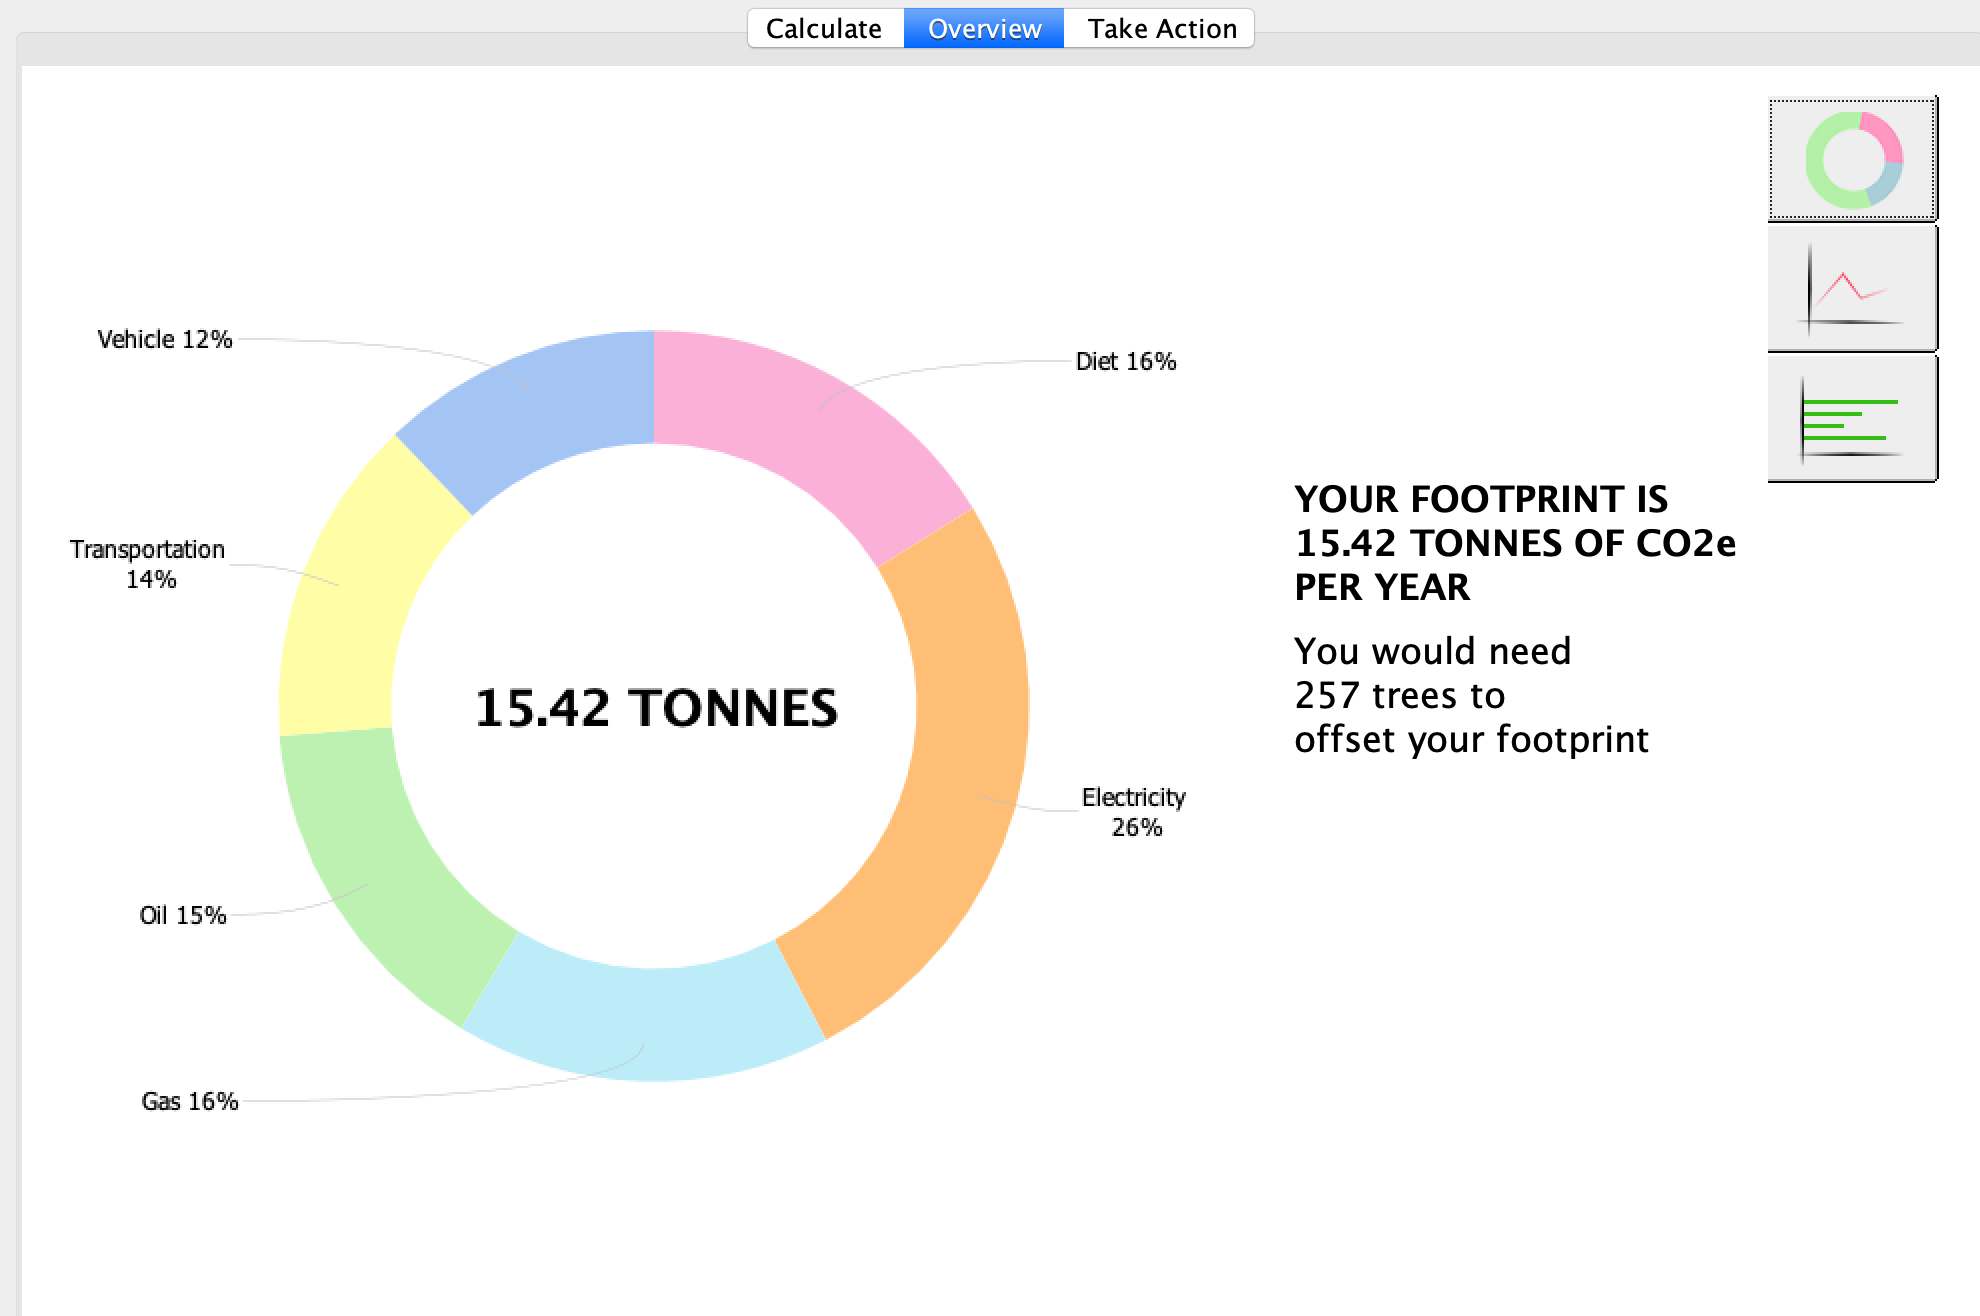 Calculate Overview Take Action
Vehicle 12%
Diet 16%
Transportation
14%
15.42 TONNES
Electricity
26%
Oil 15%
Gas 16%
YOUR FOOTPRINT IS
15.42 TONNES OF CO2e
PER YEAR
You would need
257 trees to
offset your footprint